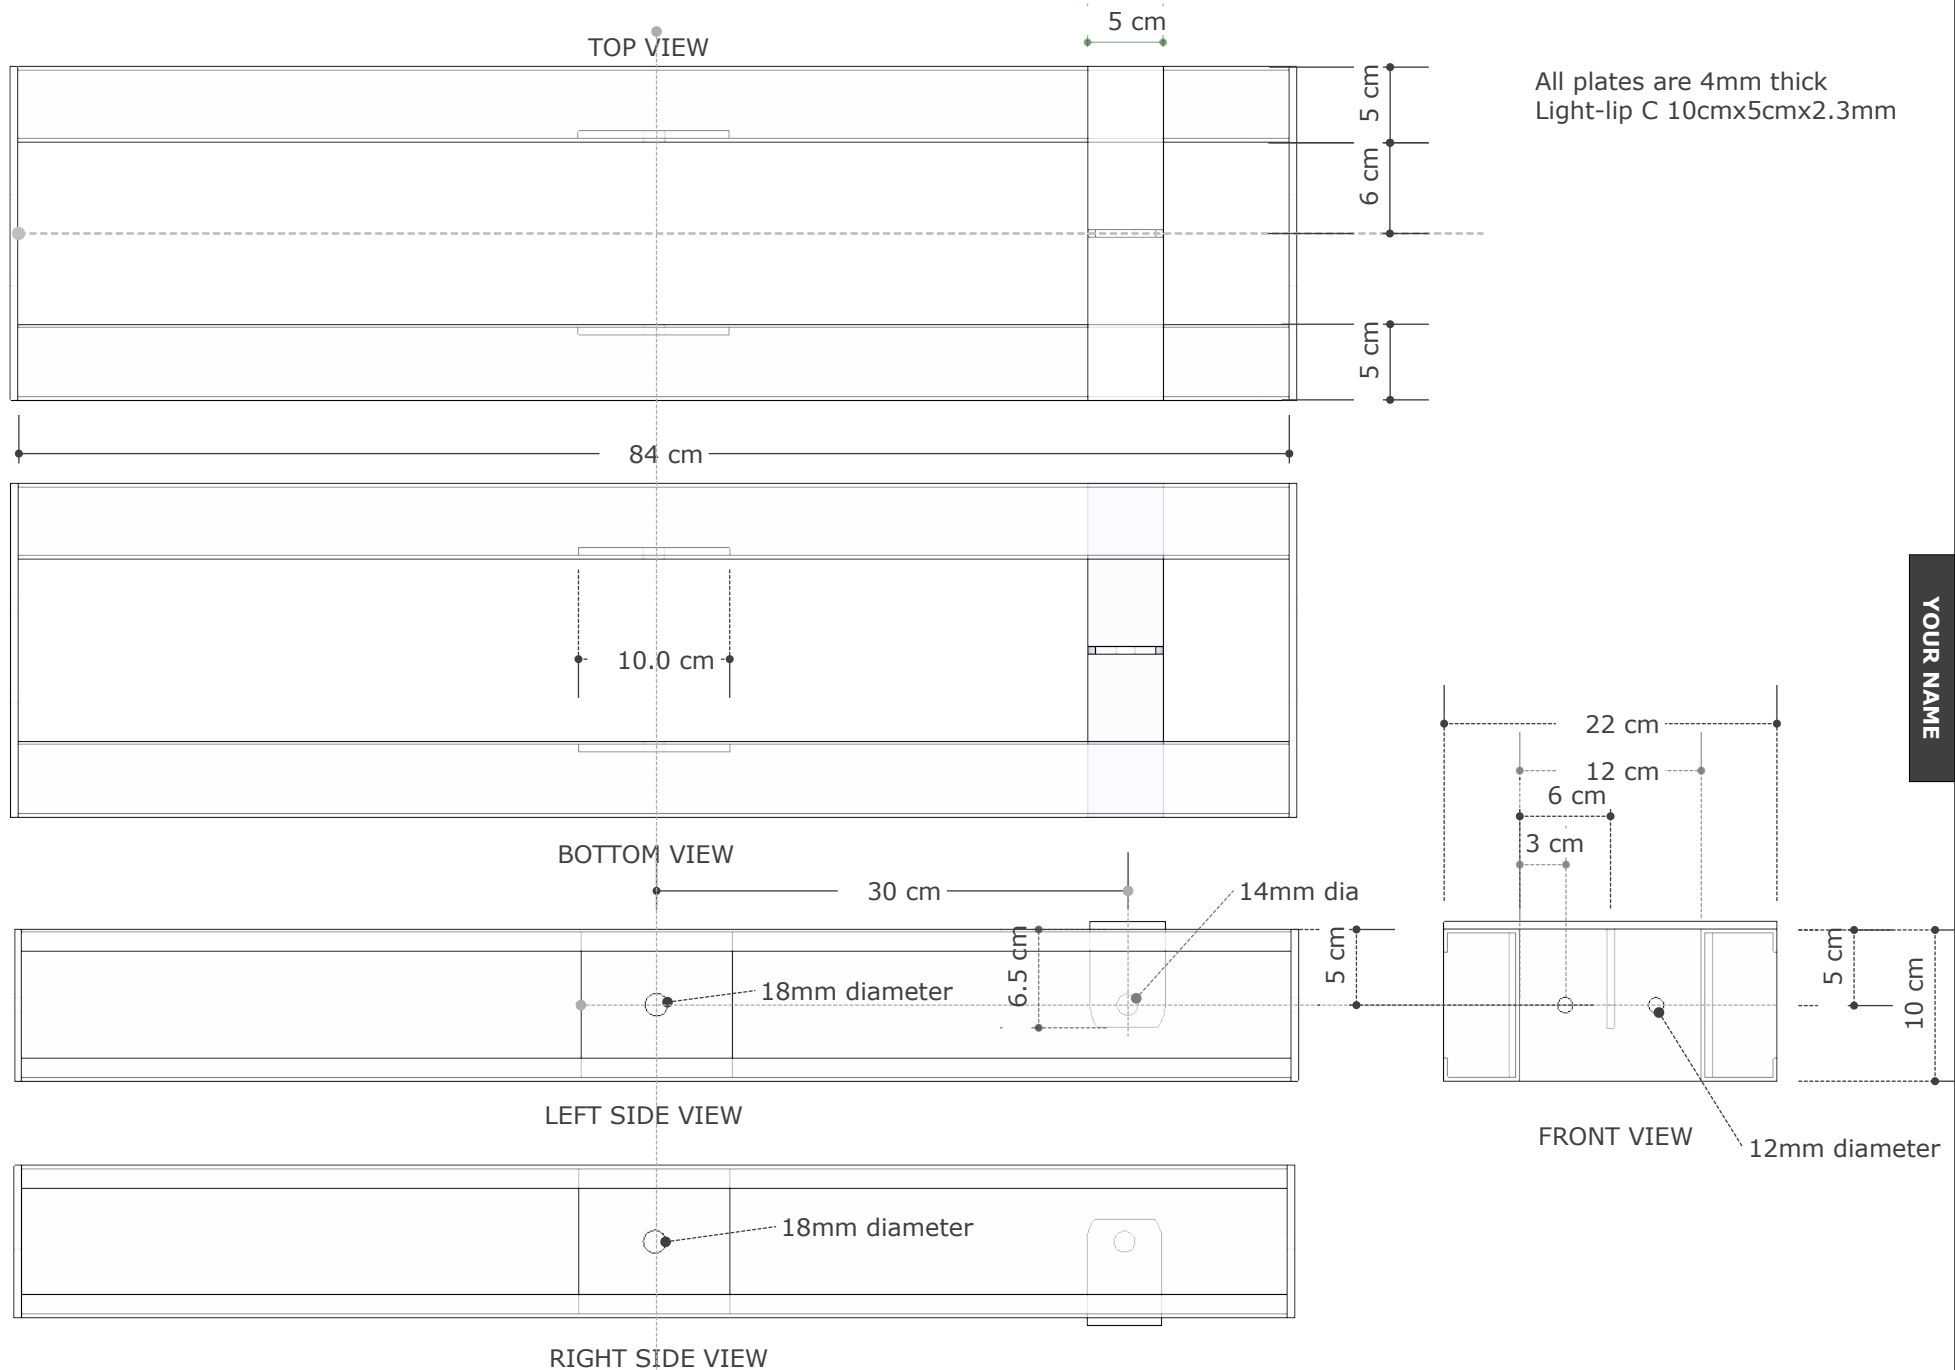 5 cm
TOP VIEW
All plates are 4mm thick
Light-lip C 10cmx5cmx2.3mm
5 cm
6 cm
5 cm
84 cm
10.0 cm
YOUR NAME
22 cm
12 cm
6 cm
3 cm
BOTTOM VIEW
30 cm
14mm dia
6.5 cm
5 cm
18mm diameter
5 cm
10 cm
LEFT SIDE VIEW
FRONT VIEW
12mm diameter
18mm diameter
RIGHT SIDE VIEW